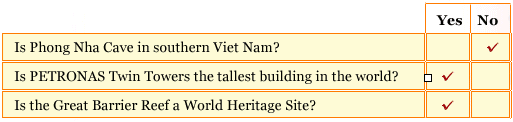 Yes No
Is Phong Nha Cave in southern Viet Nam? ✓
Is PETRONAS Twin Towers the tallest building in the world? ✓
Is the Great Barrier Reef a World Heritage Site? ✓